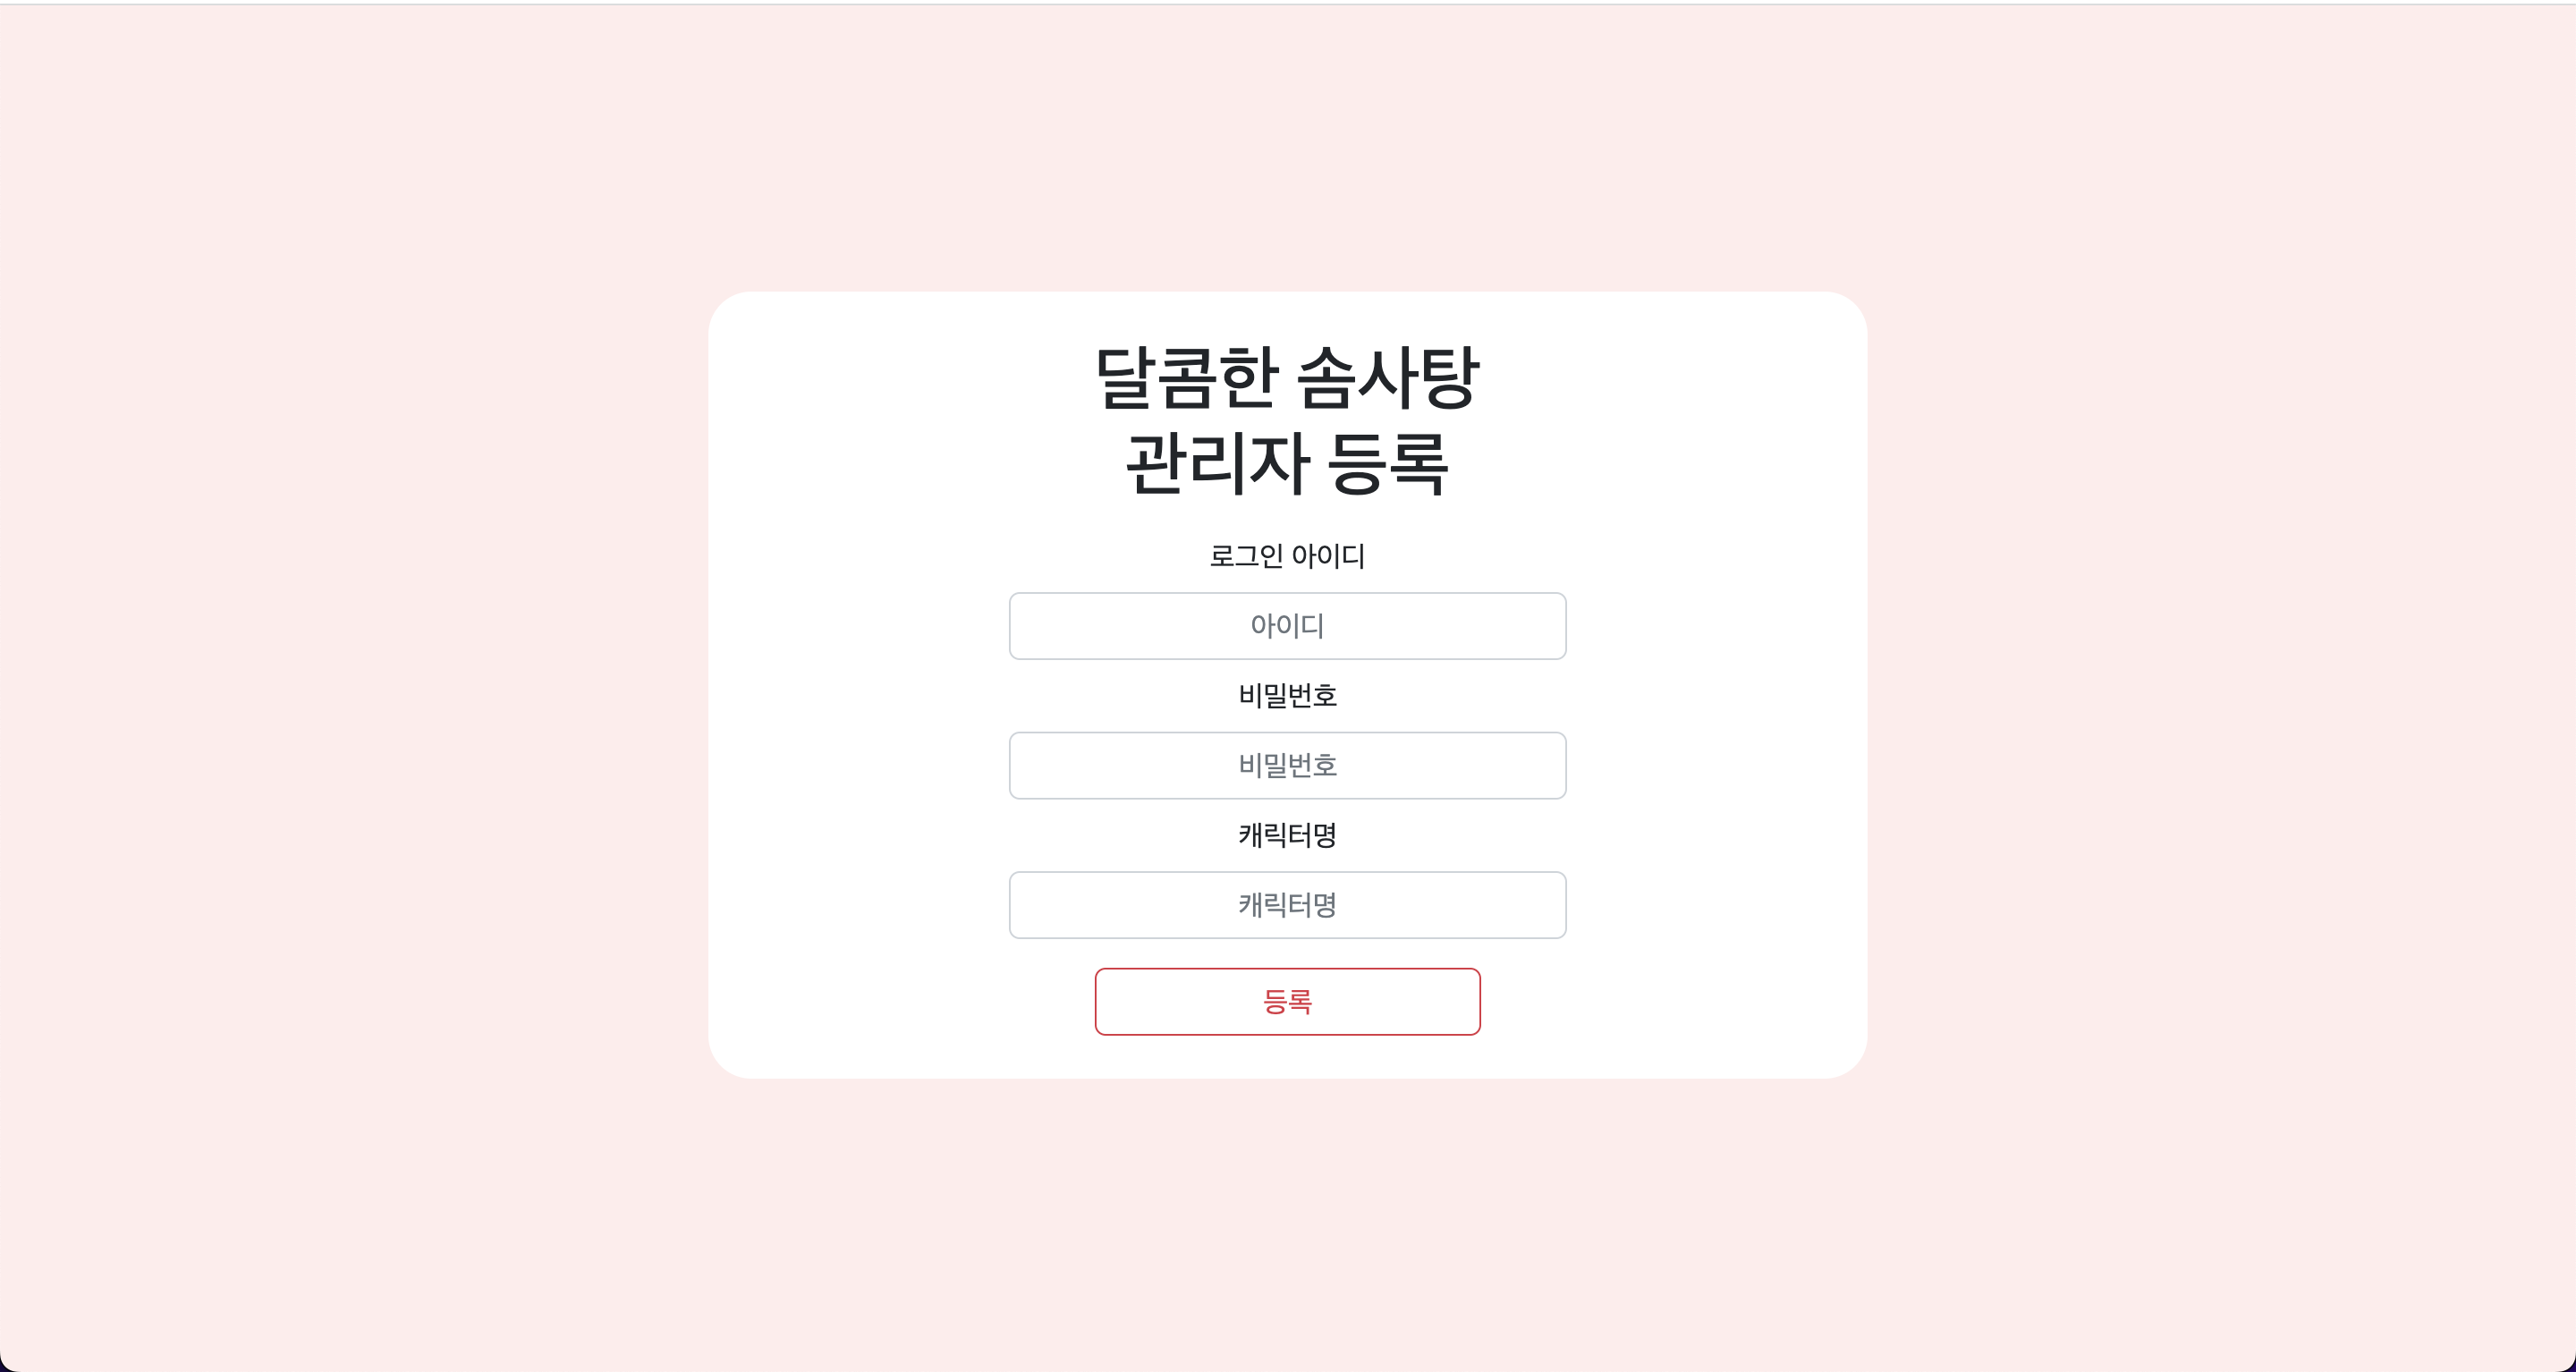 달콤한 솜사탕
관리자 등록
로그인 아이디
아이디
비밀번호
비밀번호
캐릭터명
캐릭터명
등록